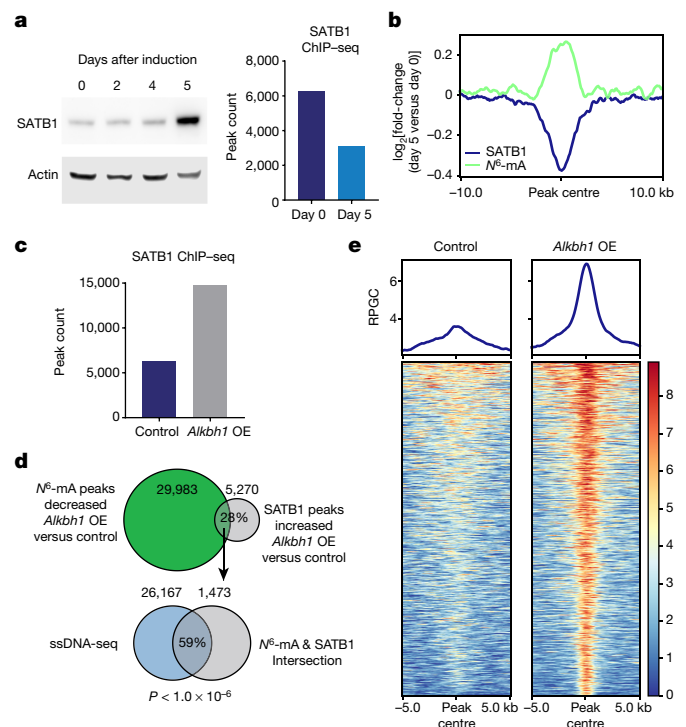 a
Days after induction
0 2 4 5
SATB1
Actin
SATB1
ChIP–seq
Peak count
8,000
6,000
4,000
2,000
0
Day 0 Day 5
b
log2[fold-change
(day 5 versus day 0)]
0.2
0
−0.2
−0.4
SATB1
N6-mA
−10.0 Peak centre 10.0 kb
c
SATB1 ChIP–seq
Peak count
15,000
10,000
5,000
0
Control Alkbh1 OE
d
N6-mA peaks
decreased
Alkbh1 OE
versus control
29,983
5,270
28%
SATB1 peaks
increased
Alkbh1 OE
versus control
26,167 1,473
ssDNA-seq
59%
N6-mA & SATB1
Intersection
P < 1.0 × 10−6
e
Control Alkbh1 OE
RPGC
6
4
8
7
6
5
4
3
2
1
0
−5.0 Peak 5.0 kb −5.0 Peak 5.0 kb
centre centre